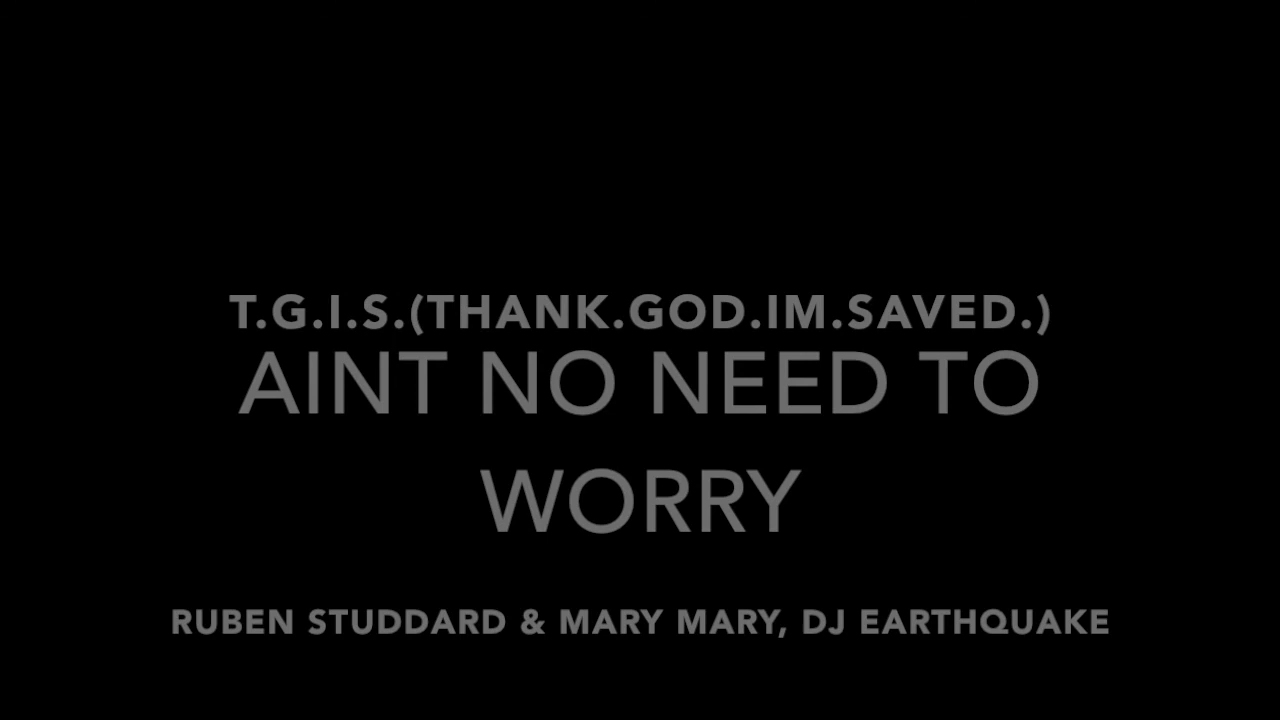 T.G.I.S.(THANK.GOD.IM.SAVED.)
AINT NO NEED TO
WORRY
RUBEN STUDDARD & MARY MARY, DJ EARTHQUAKE